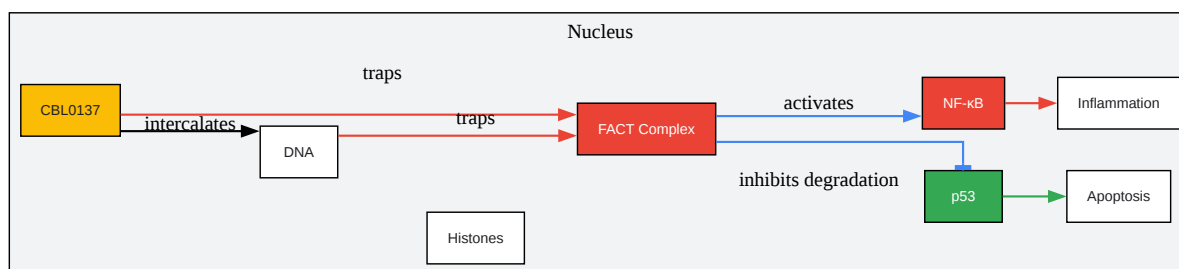 Nucleus
traps
CBL0137
intercalates
DNA
traps
FACT Complex
activates
NF-κB
Inflammation
inhibits degradation
p53
Apoptosis
Histones